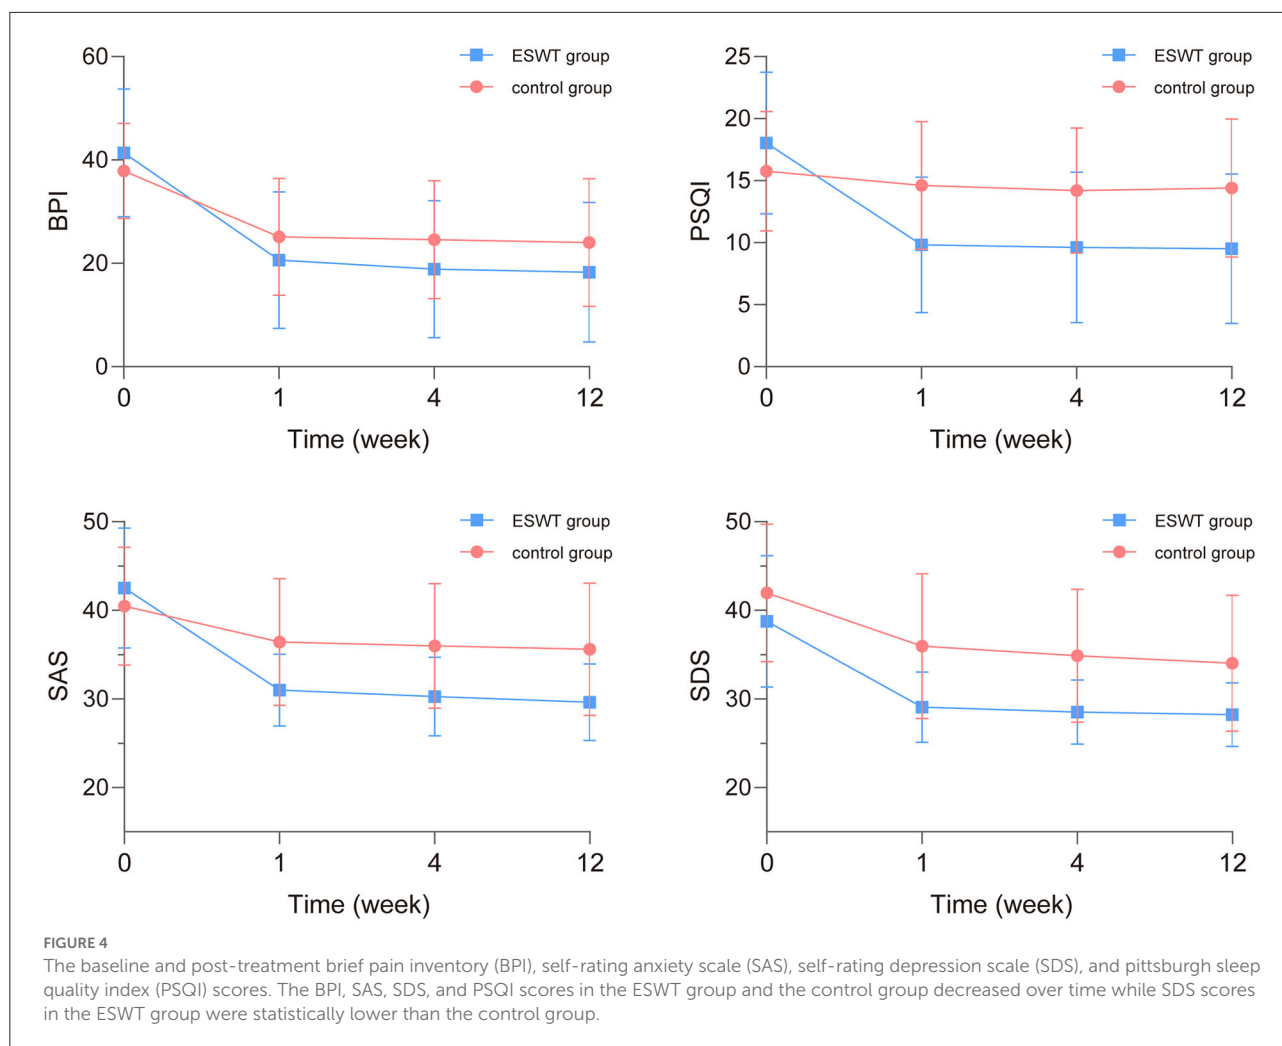 60
40
20
0
BPI
ESWT group
control group
0 1 4 12
Time (week)
25
20
15
10
5
0
PSQI
ESWT group
control group
0 1 4 12
Time (week)
50
40
30
20
SAS
ESWT group
control group
0 1 4 12
Time (week)
50
40
30
20
SDS
ESWT group
control group
0 1 4 12
Time (week)
FIGURE 4
The baseline and post-treatment brief pain inventory (BPI), self-rating anxiety scale (SAS), self-rating depression scale (SDS), and pittsburgh sleep
quality index (PSQI) scores. The BPI, SAS, SDS, and PSQI scores in the ESWT group and the control group decreased over time while SDS scores
in the ESWT group were statistically lower than the control group.